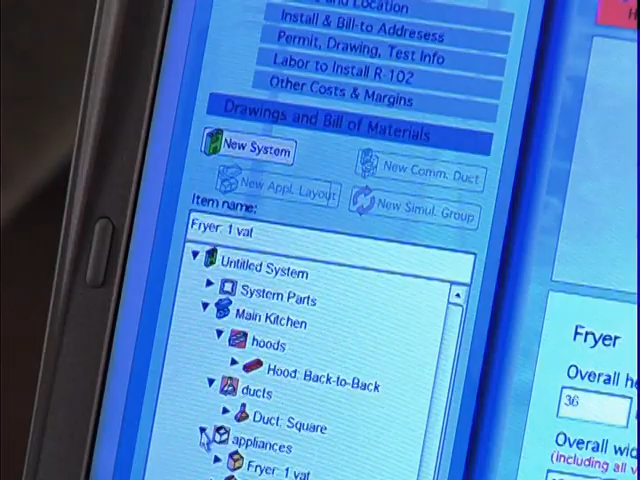 and Location
Install & Bill-to Addresess
Permit, Drawing, Test Info
Labor to Install R-102
Other Costs & Margins
Drawings and Bill of Materials
New System
New Comm. Duct
New Appl. Layout
New Simul. Group
Item name:
Fryer: 1 vat
Untitled System
System Parts
Main Kitchen
hoods
Hood: Back-to-Back
ducts
Duct: Square
appliances
Fryer: 1 vat
Fryer
Overall he
36
Overall wid
(including all v